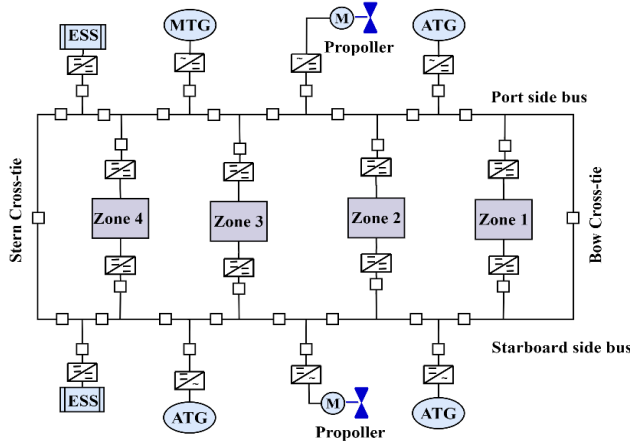 ESS
MTG
M
Propoller
ATG
Port side bus
Stern Cross-tie
Zone 4
Zone 3
Zone 2
Zone 1
Bow Cross-tie
Starboard side bus
ESS
ATG
M
Propoller
ATG